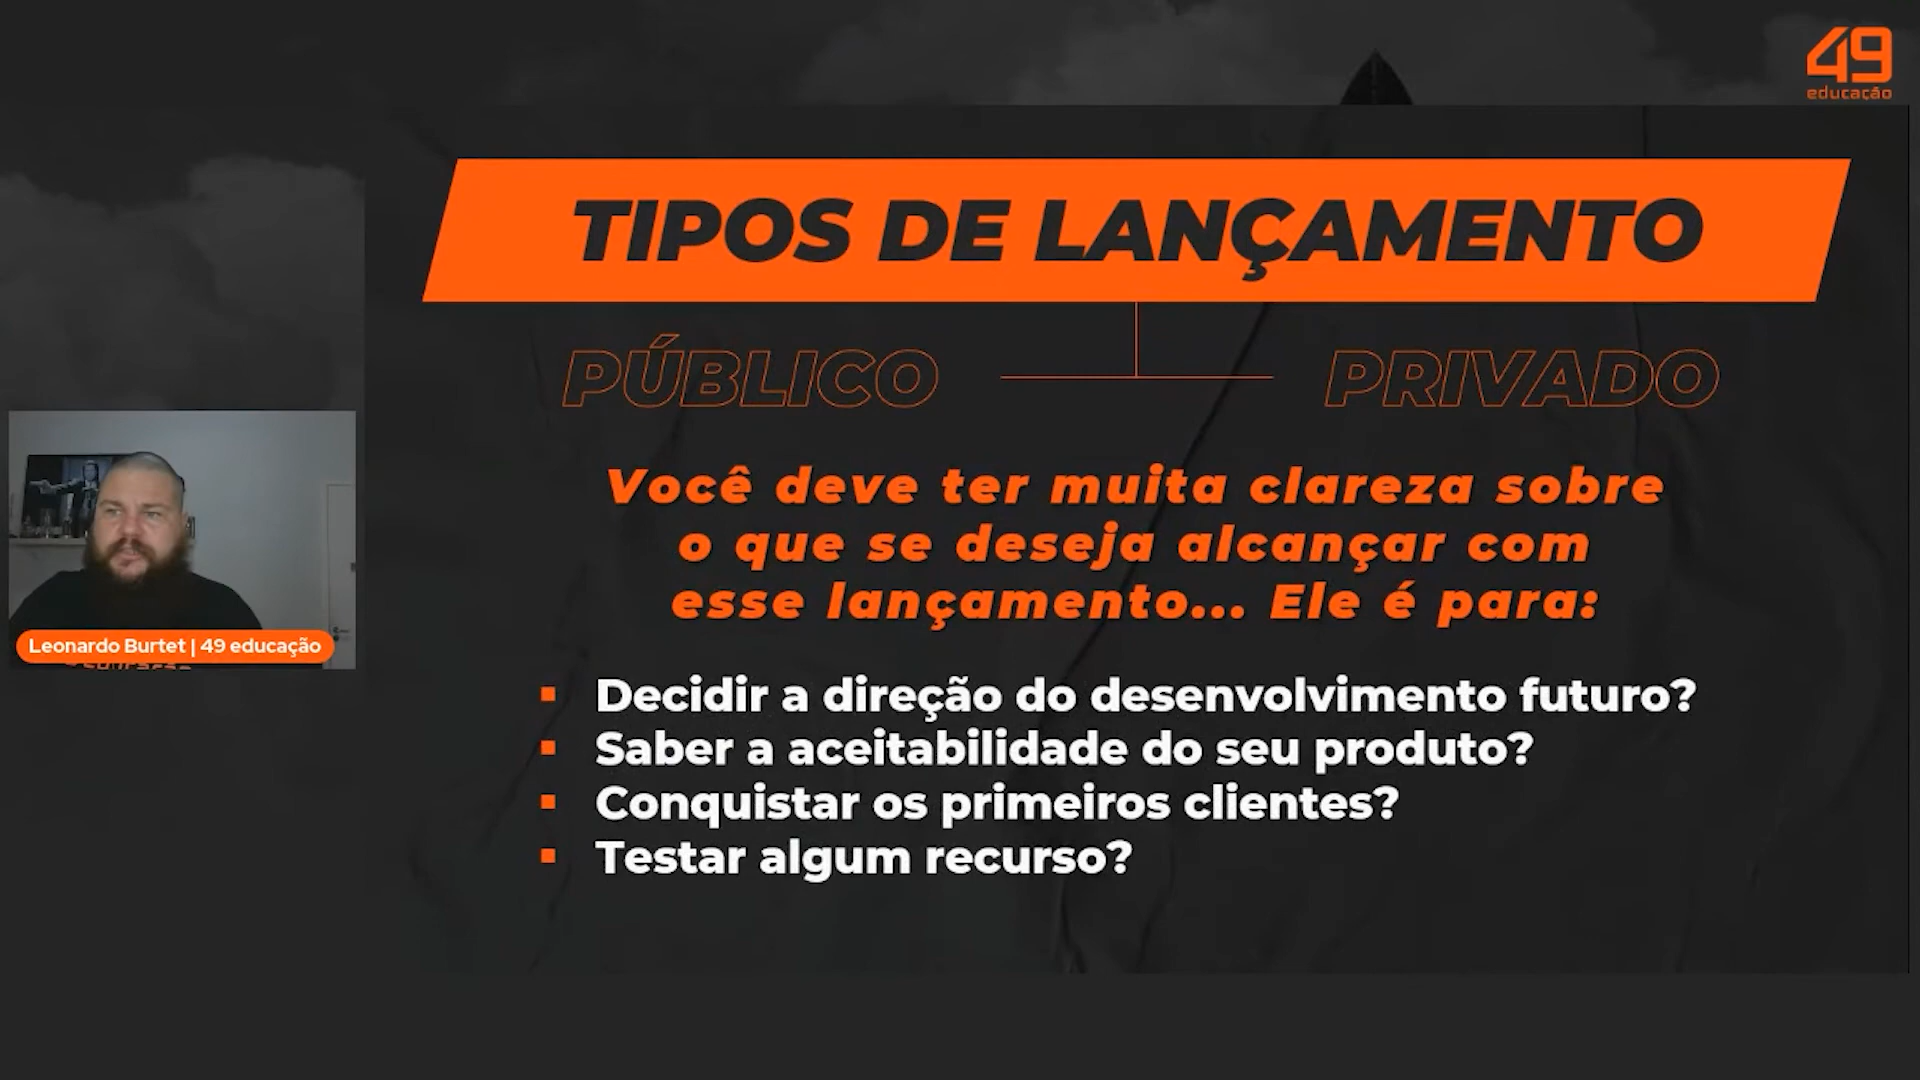 49
educação
TIPOS DE LANÇAMENTO
PÚBLICO
PRIVADO
Você deve ter muita clareza sobre
o que se deseja alcançar com
esse lançamento... Ele é para:
▪ Decidir a direção do desenvolvimento futuro?
▪ Saber a aceitabilidade do seu produto?
▪ Conquistar os primeiros clientes?
▪ Testar algum recurso?
Leonardo Burtet | 49 educação